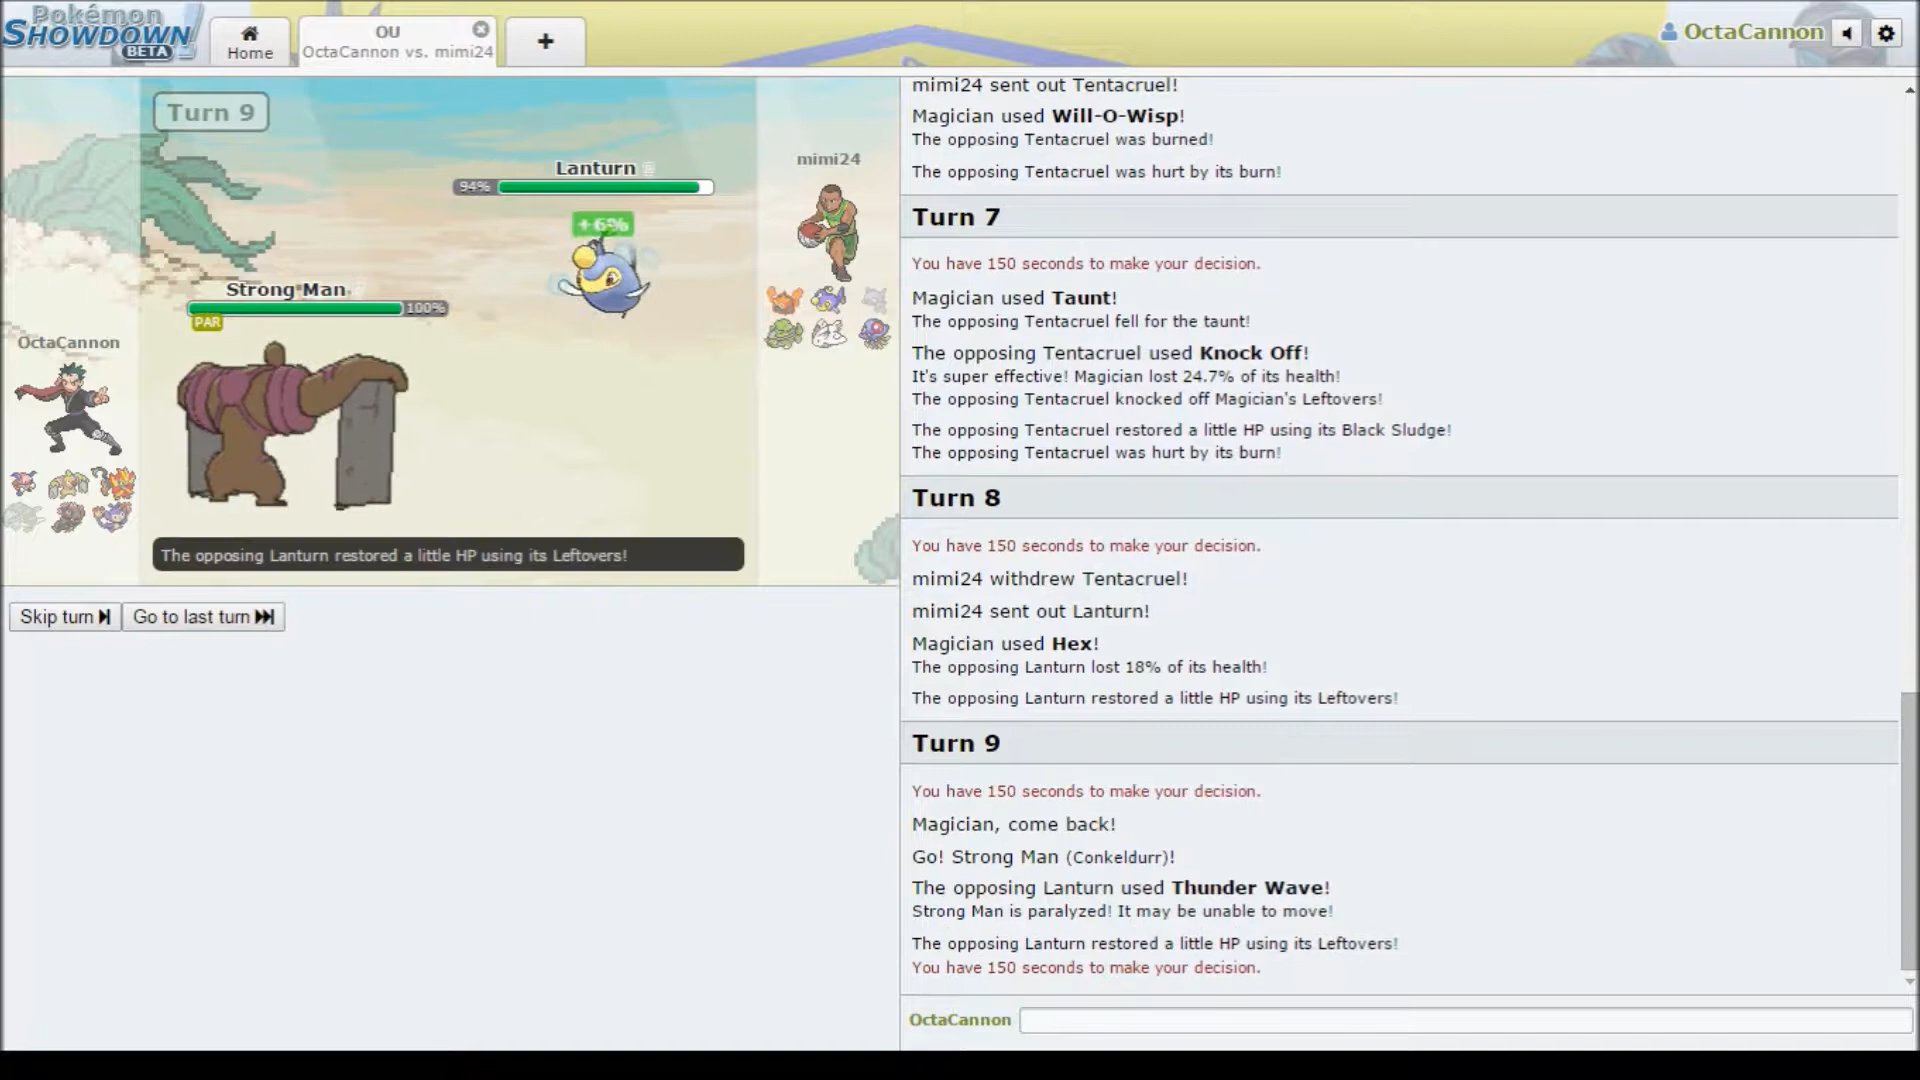 Pokémon
SHOWDOWN
BETA
Home
OU
OctaCannon vs. mimi24
+
OctaCannon
Turn 9
Lanturn
94%
+6%
mimi24
Strong Man
100%
PAR
OctaCannon
The opposing Lanturn restored a little HP using its Leftovers!
Skip turn
Go to last turn
mimi24 sent out Tentacruel!
Magician used Will-O-Wisp!
The opposing Tentacruel was burned!
The opposing Tentacruel was hurt by its burn!
Turn 7
You have 150 seconds to make your decision.
Magician used Taunt!
The opposing Tentacruel fell for the taunt!
The opposing Tentacruel used Knock Off!
It's super effective! Magician lost 24.7% of its health!
The opposing Tentacruel knocked off Magician's Leftovers!
The opposing Tentacruel restored a little HP using its Black Sludge!
The opposing Tentacruel was hurt by its burn!
Turn 8
You have 150 seconds to make your decision.
mimi24 withdrew Tentacruel!
mimi24 sent out Lanturn!
Magician used Hex!
The opposing Lanturn lost 18% of its health!
The opposing Lanturn restored a little HP using its Leftovers!
Turn 9
You have 150 seconds to make your decision.
Magician, come back!
Go! Strong Man (Conkeldurr)!
The opposing Lanturn used Thunder Wave!
Strong Man is paralyzed! It may be unable to move!
The opposing Lanturn restored a little HP using its Leftovers!
You have 150 seconds to make your decision.
OctaCannon